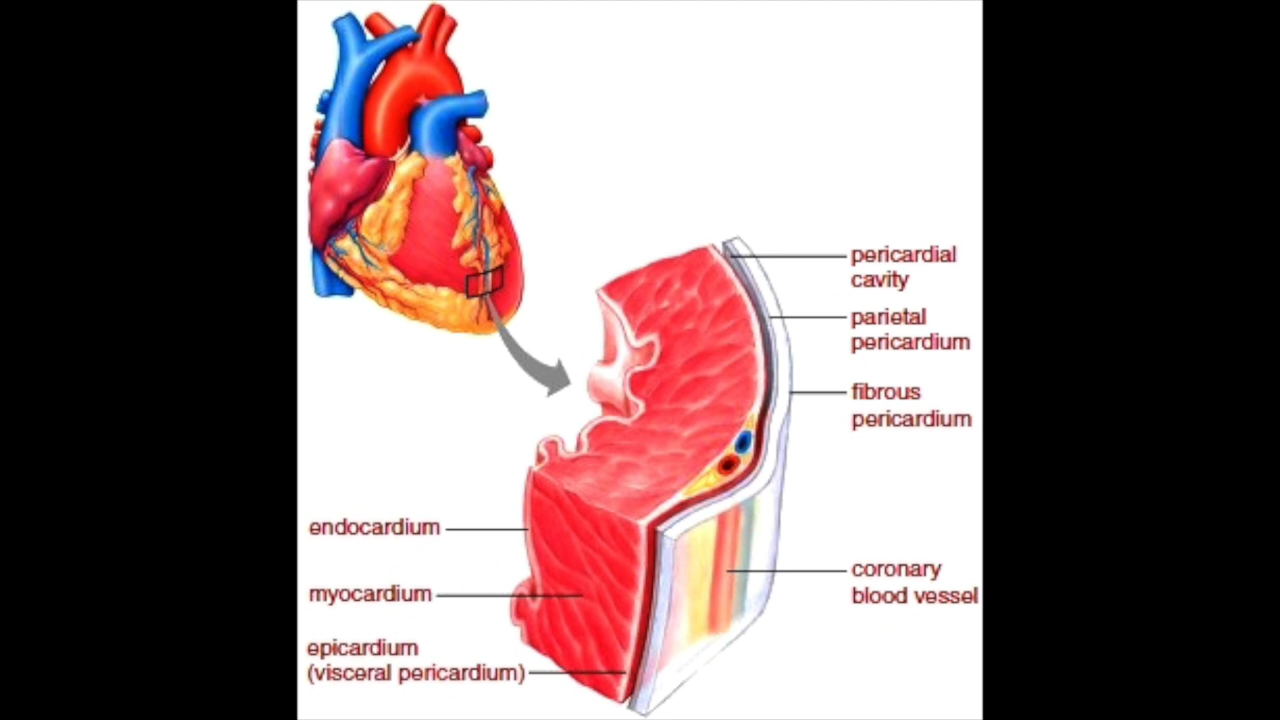 pericardial
cavity
parietal
pericardium
fibrous
pericardium
endocardium
myocardium
epicardium
(visceral pericardium)
coronary
blood vessel